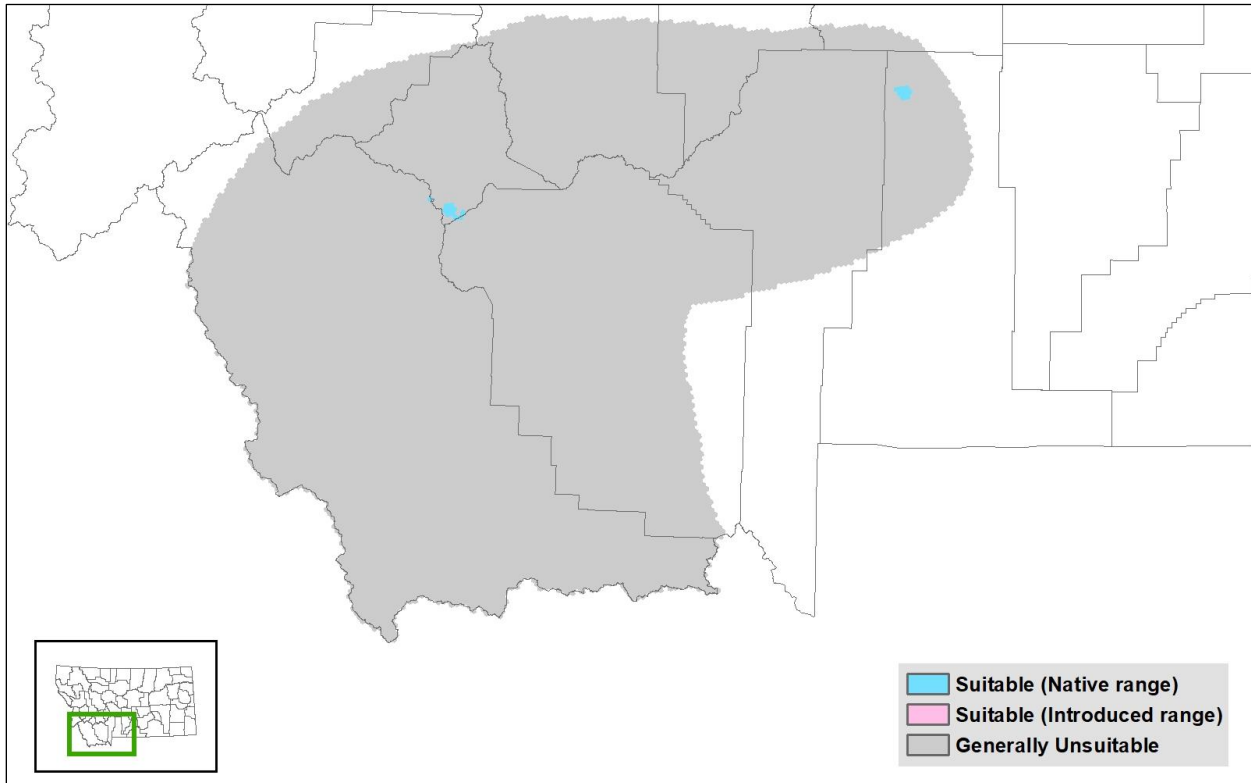 Suitable (Native range)
Suitable (Introduced range)
Generally Unsuitable